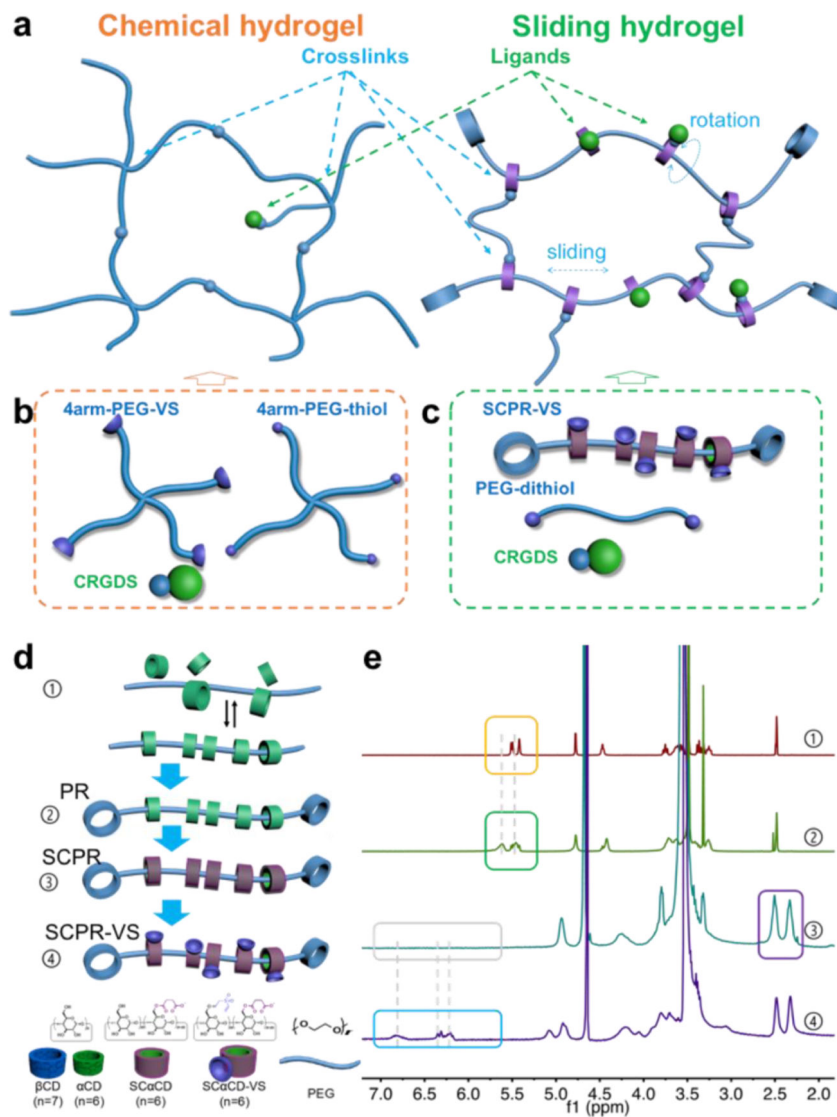 a
Chemical hydrogel
Sliding hydrogel
Crosslinks
Ligands
rotation
sliding
b
4arm-PEG-VS
4arm-PEG-thiol
CRGDS
c
SCPR-VS
PEG-dithiol
CRGDS
d
①
PR
②
SCPR
③
SCPR-VS
④
βCD
(n=7)
αCD
(n=6)
SCαCD
(n=6)
SCαCD-VS
(n=6)
PEG
e
①
②
③
④
7.0 6.5 6.0 5.5 5.0 4.5 4.0 3.5 3.0 2.5 2.0
f1 (ppm)